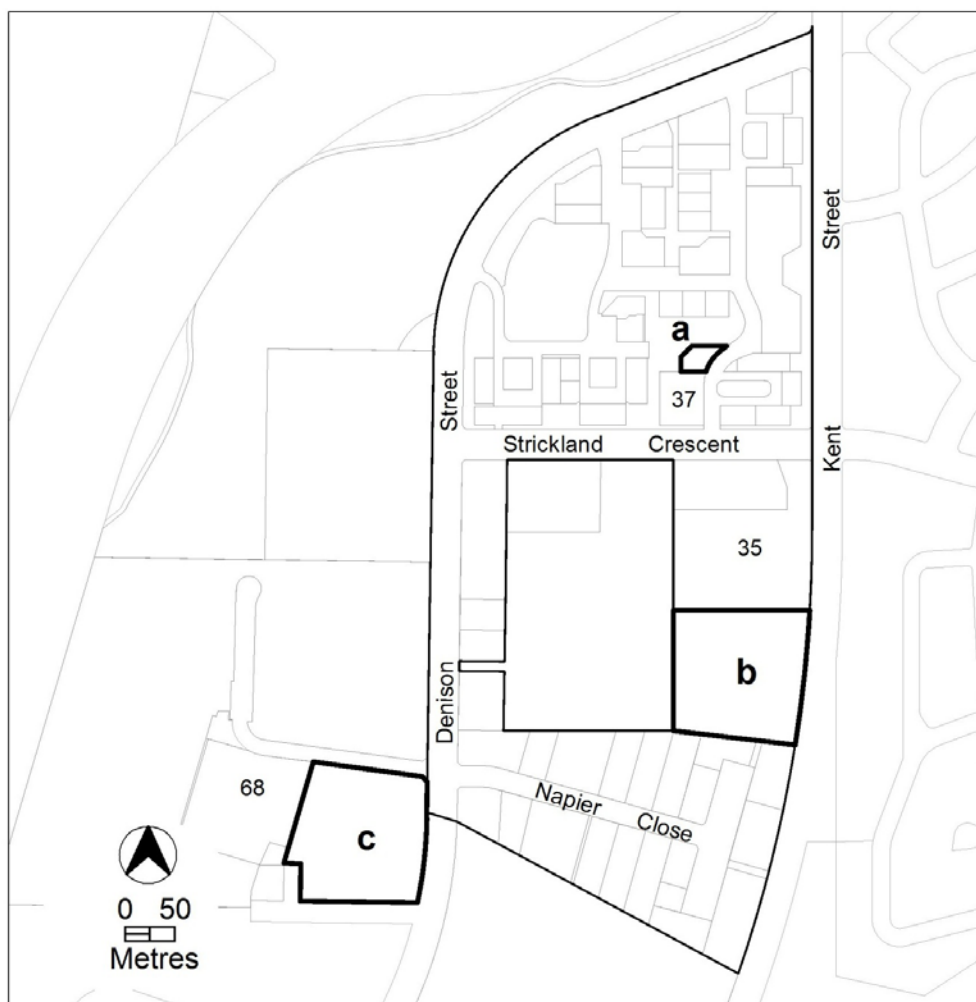 Street
a
37
Street
Strickland Crescent
Kent
35
b
Denison
68
Napier
Close
c
0 50
Metres